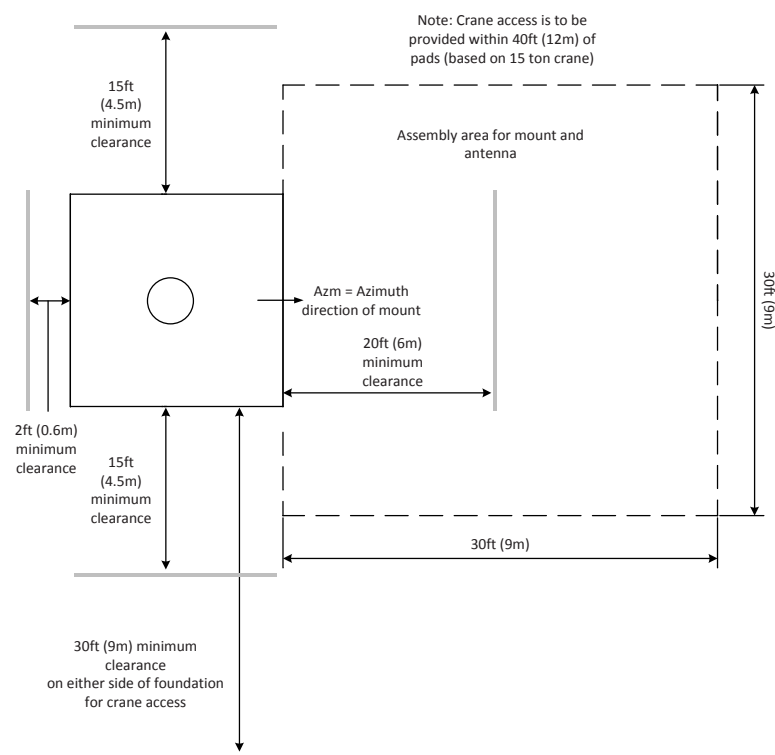 Note: Crane access is to be
provided within 40ft (12m) of
pads (based on 15 ton crane)
15ft
(4.5m)
minimum
clearance
Assembly area for mount and
antenna
Azm = Azimuth
direction of mount
30ft (9m)
20ft (6m)
minimum
clearance
2ft (0.6m)
minimum
clearance
15ft
(4.5m)
minimum
clearance
30ft (9m)
30ft (9m) minimum
clearance
on either side of foundation
for crane access